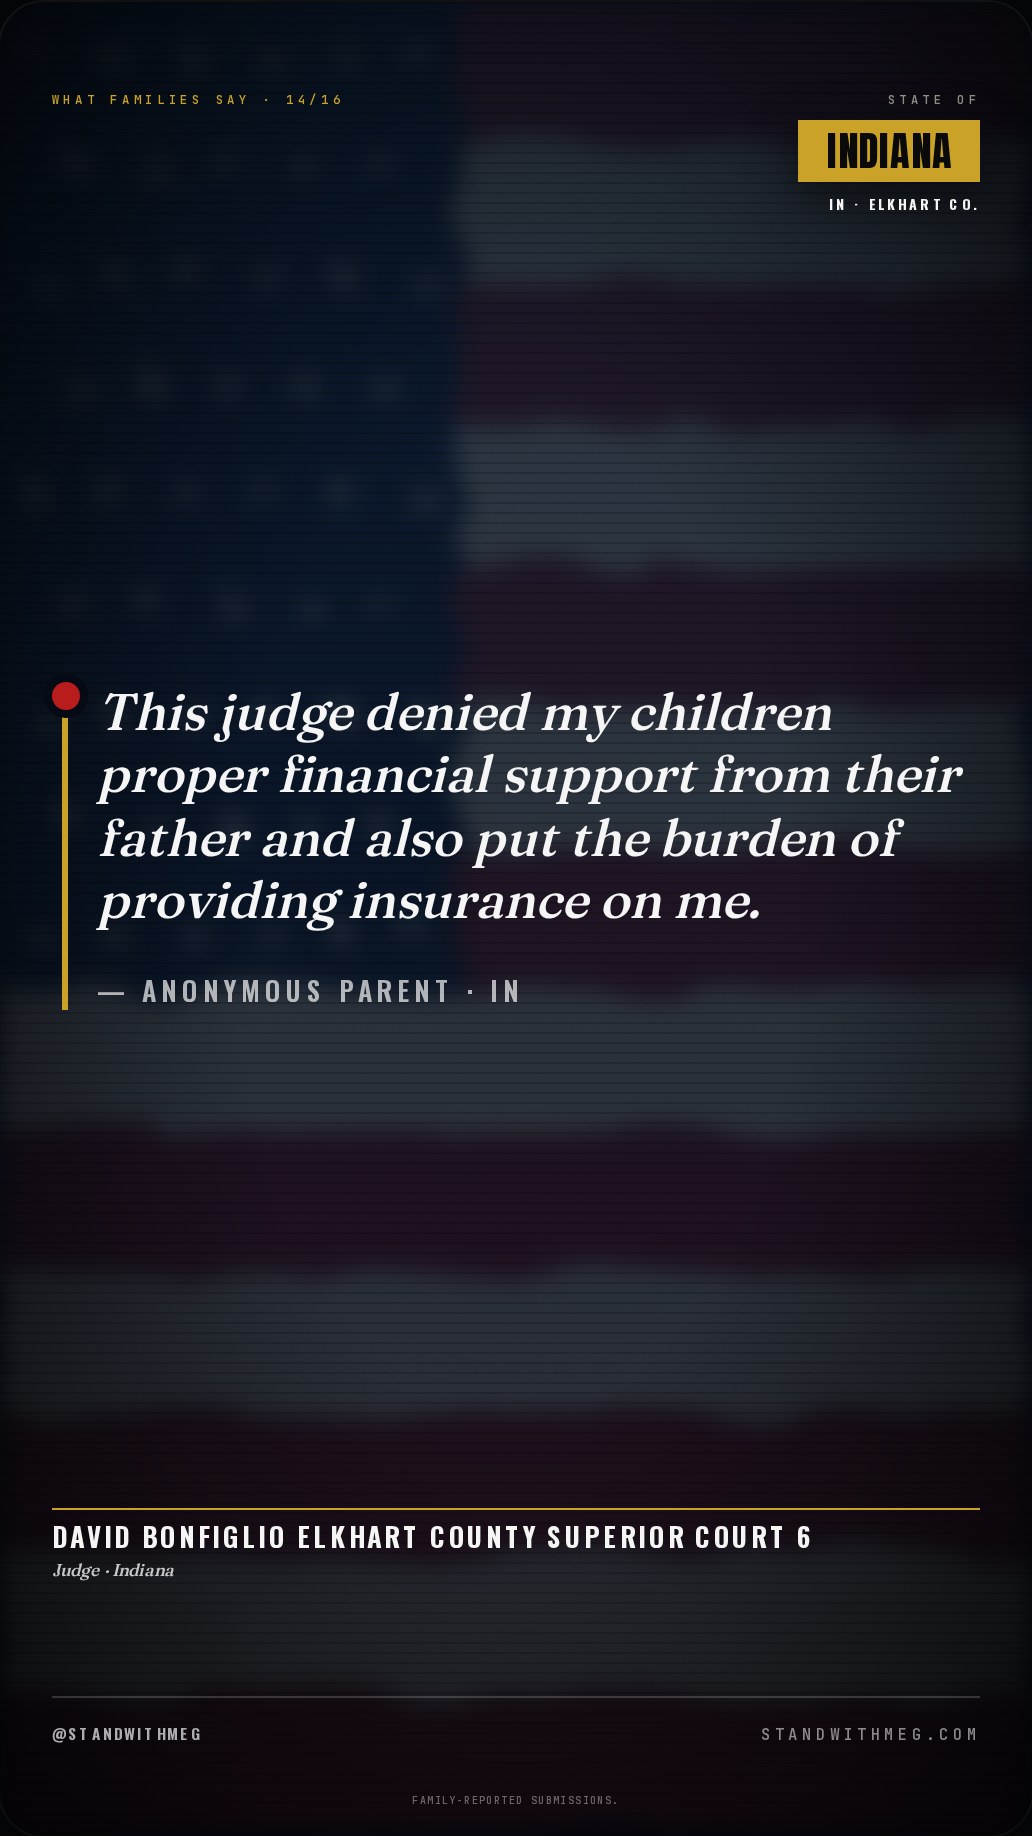 WHAT FAMILIES SAY · 14/16
STATE OF
INDIANA
IN · ELKHART CO.
This judge denied my children
proper financial support from their
father and also put the burden of
providing insurance on me.
— ANONYMOUS PARENT · IN
DAVID BONFIGLIO ELKHART COUNTY SUPERIOR COURT 6
Judge · Indiana
@STANDWITHMEG
STANDWITHMEG.COM
FAMILY-REPORTED SUBMISSIONS.